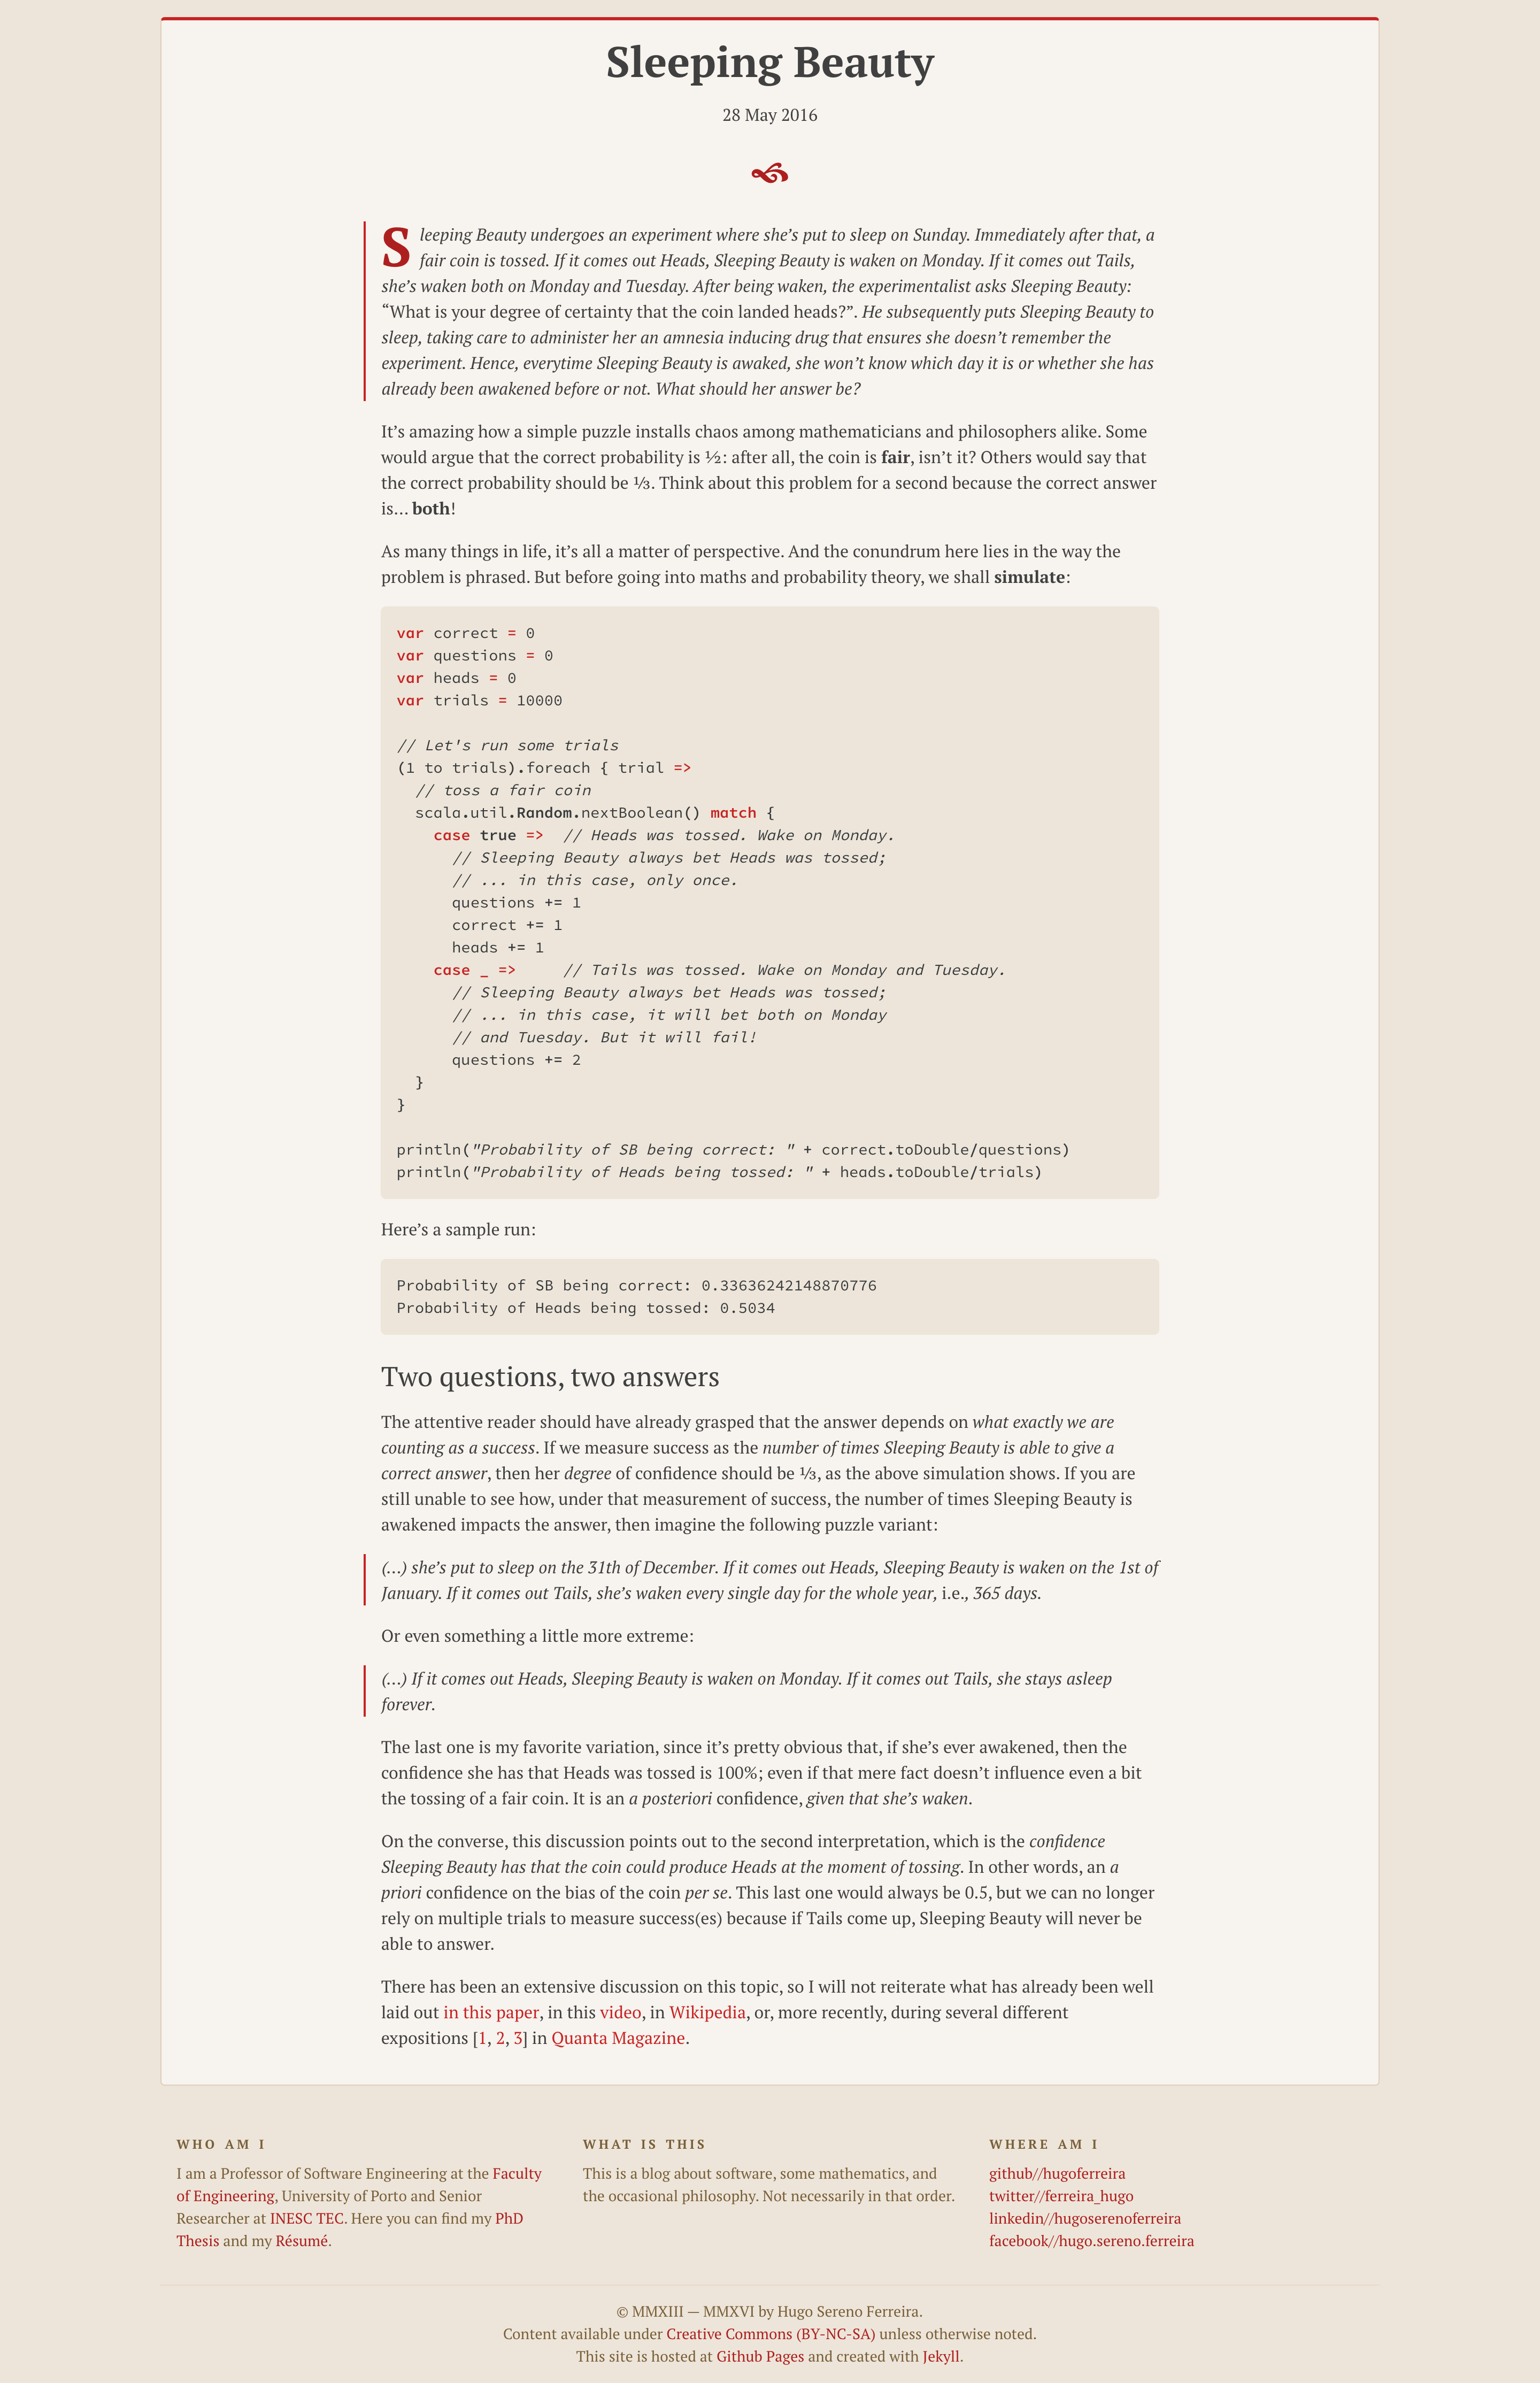 Sleeping Beauty
28 May 2016
Sleeping Beauty undergoes an experiment where she’s put to sleep on Sunday. Immediately after that, a
fair coin is tossed. If it comes out Heads, Sleeping Beauty is waken on Monday. If it comes out Tails,
she’s waken both on Monday and Tuesday. After being waken, the experimentalist asks Sleeping Beauty:
“What is your degree of certainty that the coin landed heads?”. He subsequently puts Sleeping Beauty to
sleep, taking care to administer her an amnesia inducing drug that ensures she doesn’t remember the
experiment. Hence, everytime Sleeping Beauty is awaked, she won’t know which day it is or whether she has
already been awakened before or not. What should her answer be?
It’s amazing how a simple puzzle installs chaos among mathematicians and philosophers alike. Some
would argue that the correct probability is ½: after all, the coin is fair, isn’t it? Others would say that
the correct probability should be ⅓. Think about this problem for a second because the correct answer
is… both!
As many things in life, it’s all a matter of perspective. And the conundrum here lies in the way the
problem is phrased. But before going into maths and probability theory, we shall simulate:
var correct = 0
var questions = 0
var heads = 0
var trials = 10000
// Let's run some trials
(1 to trials).foreach { trial =>
  // toss a fair coin
  scala.util.Random.nextBoolean() match {
    case true =>  // Heads was tossed. Wake on Monday.
      // Sleeping Beauty always bet Heads was tossed;
      // ... in this case, only once.
      questions += 1
      correct += 1
      heads += 1
    case _ =>     // Tails was tossed. Wake on Monday and Tuesday.
      // Sleeping Beauty always bet Heads was tossed;
      // ... in this case, it will bet both on Monday
      // and Tuesday. But it will fail!
      questions += 2
  }
}
println("Probability of SB being correct: " + correct.toDouble/questions)
println("Probability of Heads being tossed: " + heads.toDouble/trials)
Here’s a sample run:
Probability of SB being correct: 0.33636242148870776
Probability of Heads being tossed: 0.5034
Two questions, two answers
The attentive reader should have already grasped that the answer depends on what exactly we are
counting as a success. If we measure success as the number of times Sleeping Beauty is able to give a
correct answer, then her degree of confidence should be ⅓, as the above simulation shows. If you are
still unable to see how, under that measurement of success, the number of times Sleeping Beauty is
awakened impacts the answer, then imagine the following puzzle variant:
(…) she’s put to sleep on the 31th of December. If it comes out Heads, Sleeping Beauty is waken on the 1st of
January. If it comes out Tails, she’s waken every single day for the whole year, i.e., 365 days.
Or even something a little more extreme:
(…) If it comes out Heads, Sleeping Beauty is waken on Monday. If it comes out Tails, she stays asleep
forever.
The last one is my favorite variation, since it’s pretty obvious that, if she’s ever awakened, then the
confidence she has that Heads was tossed is 100%; even if that mere fact doesn’t influence even a bit
the tossing of a fair coin. It is an a posteriori confidence, given that she’s waken.
On the converse, this discussion points out to the second interpretation, which is the confidence
Sleeping Beauty has that the coin could produce Heads at the moment of tossing. In other words, an a
priori confidence on the bias of the coin per se. This last one would always be 0.5, but we can no longer
rely on multiple trials to measure success(es) because if Tails come up, Sleeping Beauty will never be
able to answer.
There has been an extensive discussion on this topic, so I will not reiterate what has already been well
laid out in this paper, in this video, in Wikipedia, or, more recently, during several different
expositions [1, 2, 3] in Quanta Magazine.
WHO AM I
I am a Professor of Software Engineering at the Faculty
of Engineering, University of Porto and Senior
Researcher at INESC TEC. Here you can find my PhD
Thesis and my Résumé.
WHAT IS THIS
This is a blog about software, some mathematics, and
the occasional philosophy. Not necessarily in that order.
WHERE AM I
github//hugoferreira
twitter//ferreira_hugo
linkedin//hugoserenoferreira
facebook//hugo.sereno.ferreira
© MMXIII — MMXVI by Hugo Sereno Ferreira.
Content available under Creative Commons (BY-NC-SA) unless otherwise noted.
This site is hosted at Github Pages and created with Jekyll.